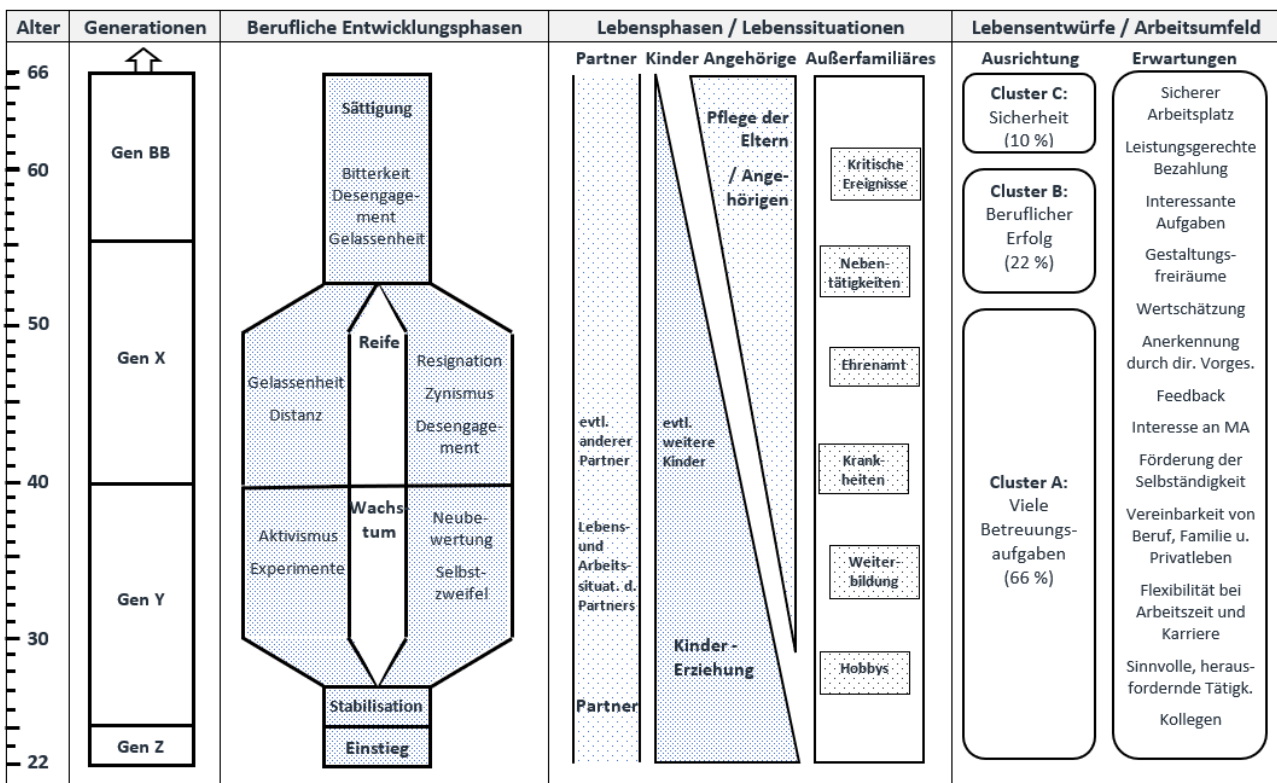 Alter
Generationen
Berufliche Entwicklungsphasen
Lebensphasen / Lebenssituationen
Lebensentwürfe / Arbeitsumfeld
66
60
50
40
30
22
Gen BB
Gen X
Gen Y
Gen Z
Sättigung
Bitterkeit
Desengage-
ment
Gelassenheit
Reife
Gelassenheit
Distanz
Resignation
Zynismus
Desengage-
ment
Wachs-
tum
Aktivismus
Experimente
Neube-
wertung
Selbst-
zweifel
Stabilisation
Einstieg
Partner
Kinder
Angehörige
Außerfamiliäres
evtl.
anderer
Partner
Lebens-
und
Arbeits-
situat. d.
Partners
Partner
evtl.
weitere
Kinder
Kinder -
Erziehung
Pflege der
Eltern
/ Ange-
hörigen
Kritische
Ereignisse
Neben-
tätigkeiten
Ehrenamt
Krank-
heiten
Weiter-
bildung
Hobbys
Ausrichtung
Cluster C:
Sicherheit
(10 %)
Cluster B:
Beruflicher
Erfolg
(22 %)
Cluster A:
Viele
Betreuungs-
aufgaben
(66 %)
Erwartungen
Sicherer
Arbeitsplatz
Leistungsgerechte
Bezahlung
Interessante
Aufgaben
Gestaltungs-
freiräume
Wertschätzung
Anerkennung
durch dir. Vorges.
Feedback
Interesse an MA
Förderung der
Selbständigkeit
Vereinbarkeit von
Beruf, Familie u.
Privatleben
Flexibilität bei
Arbeitszeit und
Karriere
Sinnvolle, heraus-
fordernde Tätigk.
Kollegen